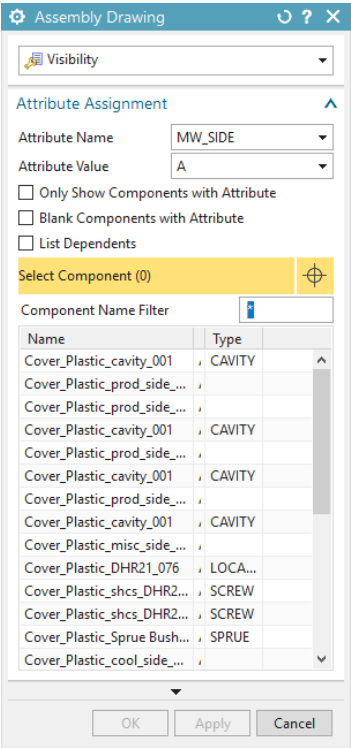 Assembly Drawing
Visibility
Attribute Assignment
Attribute Name MW_SIDE
Attribute Value A
Only Show Components with Attribute
Blank Components with Attribute
List Dependents
Select Component (0)
Component Name Filter *
Name Type
Cover_Plastic_cavity_001 CAVITY
Cover_Plastic_prod_side_...
Cover_Plastic_prod_side_...
Cover_Plastic_cavity_001 CAVITY
Cover_Plastic_prod_side_...
Cover_Plastic_cavity_001 CAVITY
Cover_Plastic_prod_side_...
Cover_Plastic_cavity_001 CAVITY
Cover_Plastic_misc_side_...
Cover_Plastic_DHR21_076 LOCA...
Cover_Plastic_shcs_DHR2... SCREW
Cover_Plastic_shcs_DHR2... SCREW
Cover_Plastic_Sprue Bush... SPRUE
Cover_Plastic_cool_side_...
OK Apply Cancel